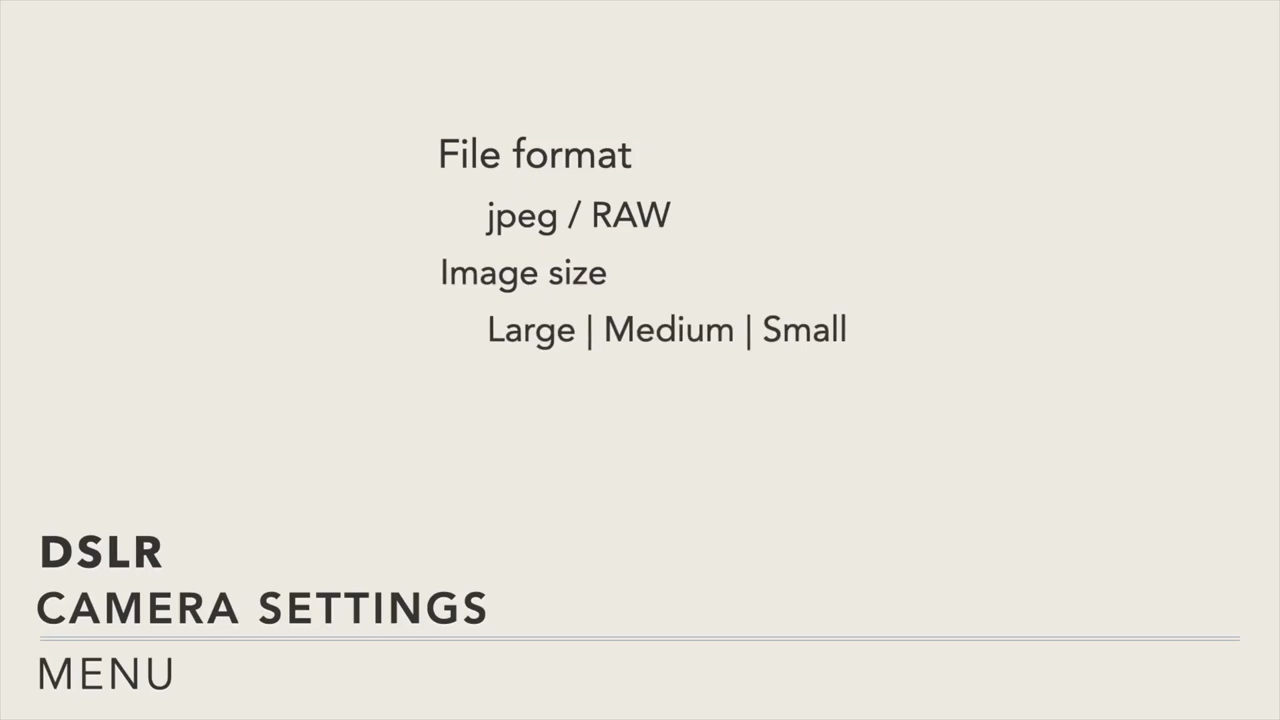 File format
jpeg / RAW
Image size
Large | Medium | Small
DSLR
CAMERA SETTINGS
MENU